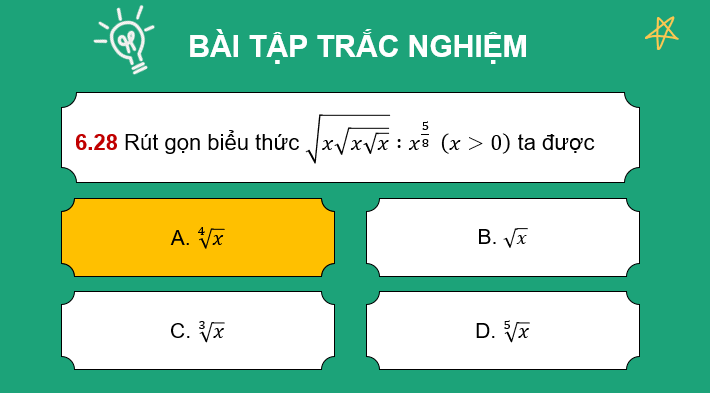 BÀI TẬP TRẮC NGHIỆM
6.28 Rút gọn biểu thức √(x√(x√x)) : x^(5/8) (x > 0) ta được
A. ∜x
B. √x
C. ∛x
D. ⁵√x